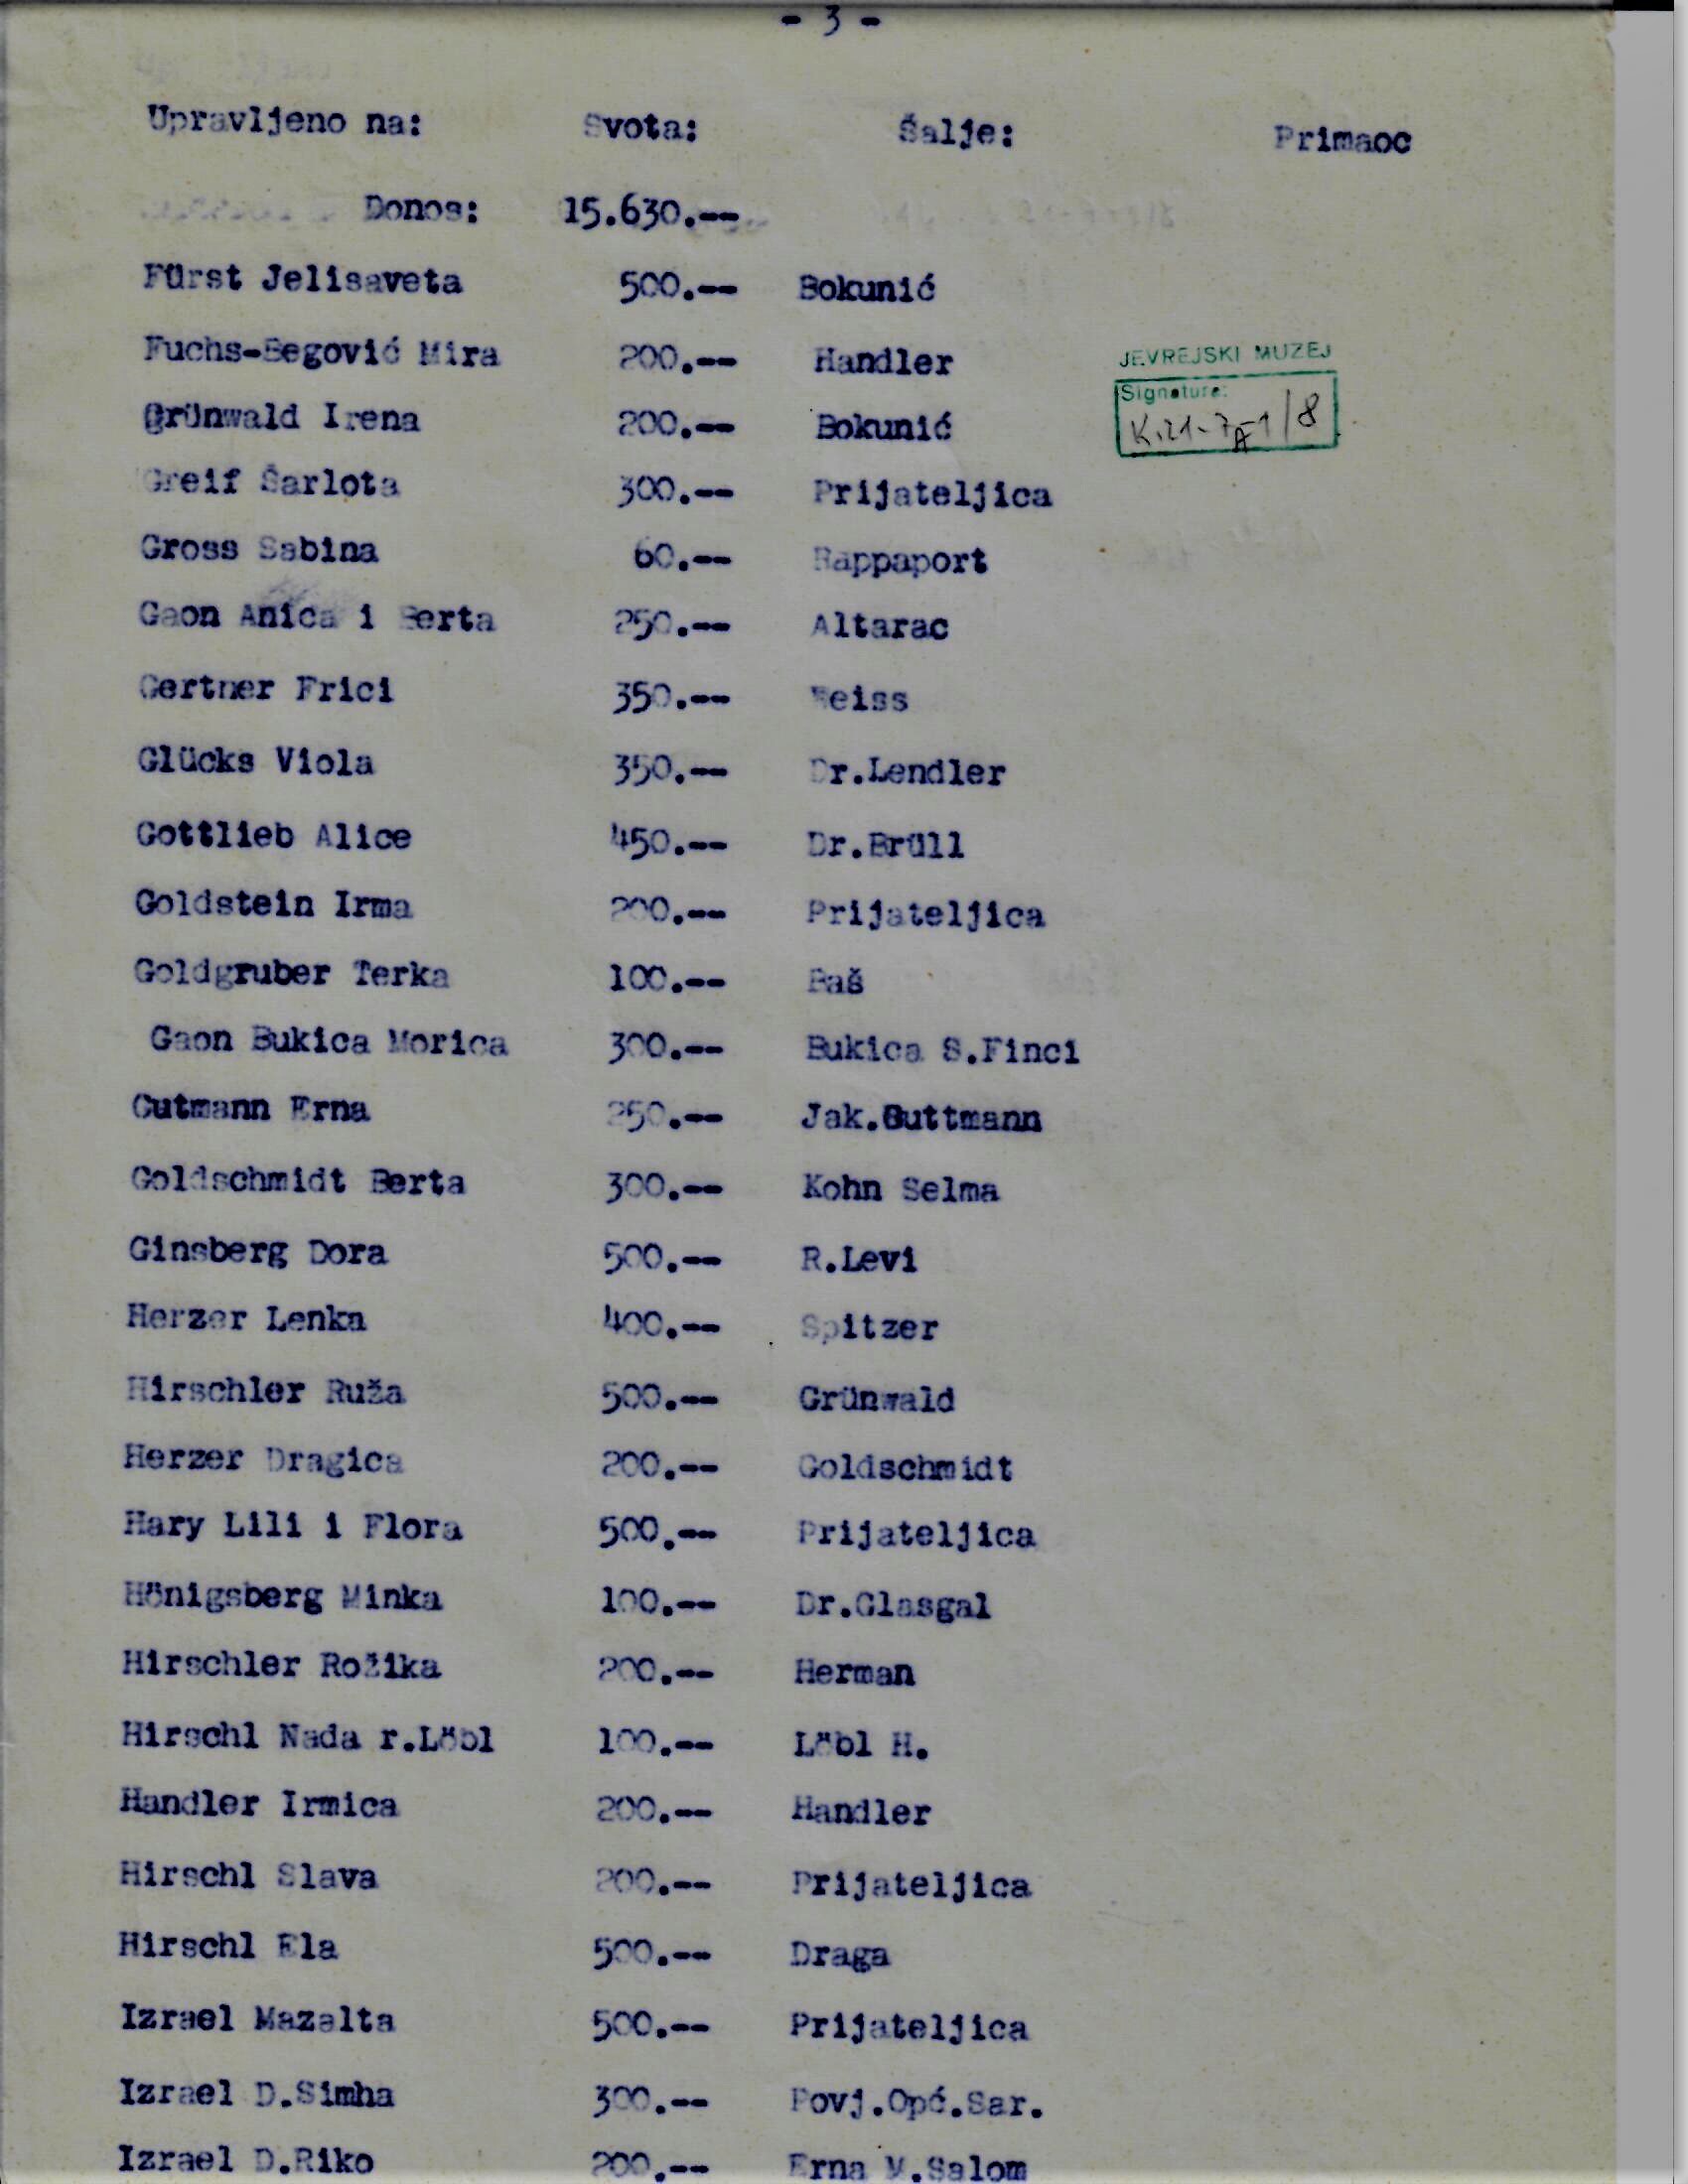 - 3 -
Upravljeno na: Svota: Šalje: Primaoc
Donos: 15.630.--
Fürst Jelisaveta 500.-- Bokunić
Fuchs-Begović Mira 200.-- Handler
JEVREJSKI MUZEJ
Signatura:
K.21-7A-1/8
Grünwald Irena 200.-- Bokunić
Greif Šarlota 300.-- Prijateljica
Gross Sabina 60.-- Rappaport
Gaon Anica i Berta 250.-- Altarac
Gertner Frici 350.-- Weiss
Glücks Viola 350.-- Dr.Lendler
Gottlieb Alice 450.-- Dr.Brüll
Goldstein Irma 200.-- Prijateljica
Goldgruber Terka 100.-- Baš
Gaon Bukica Morica 300.-- Bukica S.Finci
Gutmann Erna 250.-- Jak.Guttmann
Goldschmidt Berta 300.-- Kohn Selma
Ginsberg Dora 500.-- R.Levi
Herzer Lenka 400.-- Spitzer
Hirschler Ruža 500.-- Grünwald
Herzer Dragica 200.-- Goldschmidt
Hary Lili i Flora 500.-- Prijateljica
Hönigsberg Minka 100.-- Dr.Glasgal
Hirschler Rožika 200.-- Herman
Hirschl Nada r.Löbl 100.-- Löbl H.
Handler Irmica 200.-- Handler
Hirschl Slava 200.-- Prijateljica
Hirschl Ela 500.-- Draga
Izrael Mazalta 500.-- Prijateljica
Izrael D.Simha 300.-- Povj.Opć.Sar.
Izrael D.Riko 200.-- Erna M.Salom